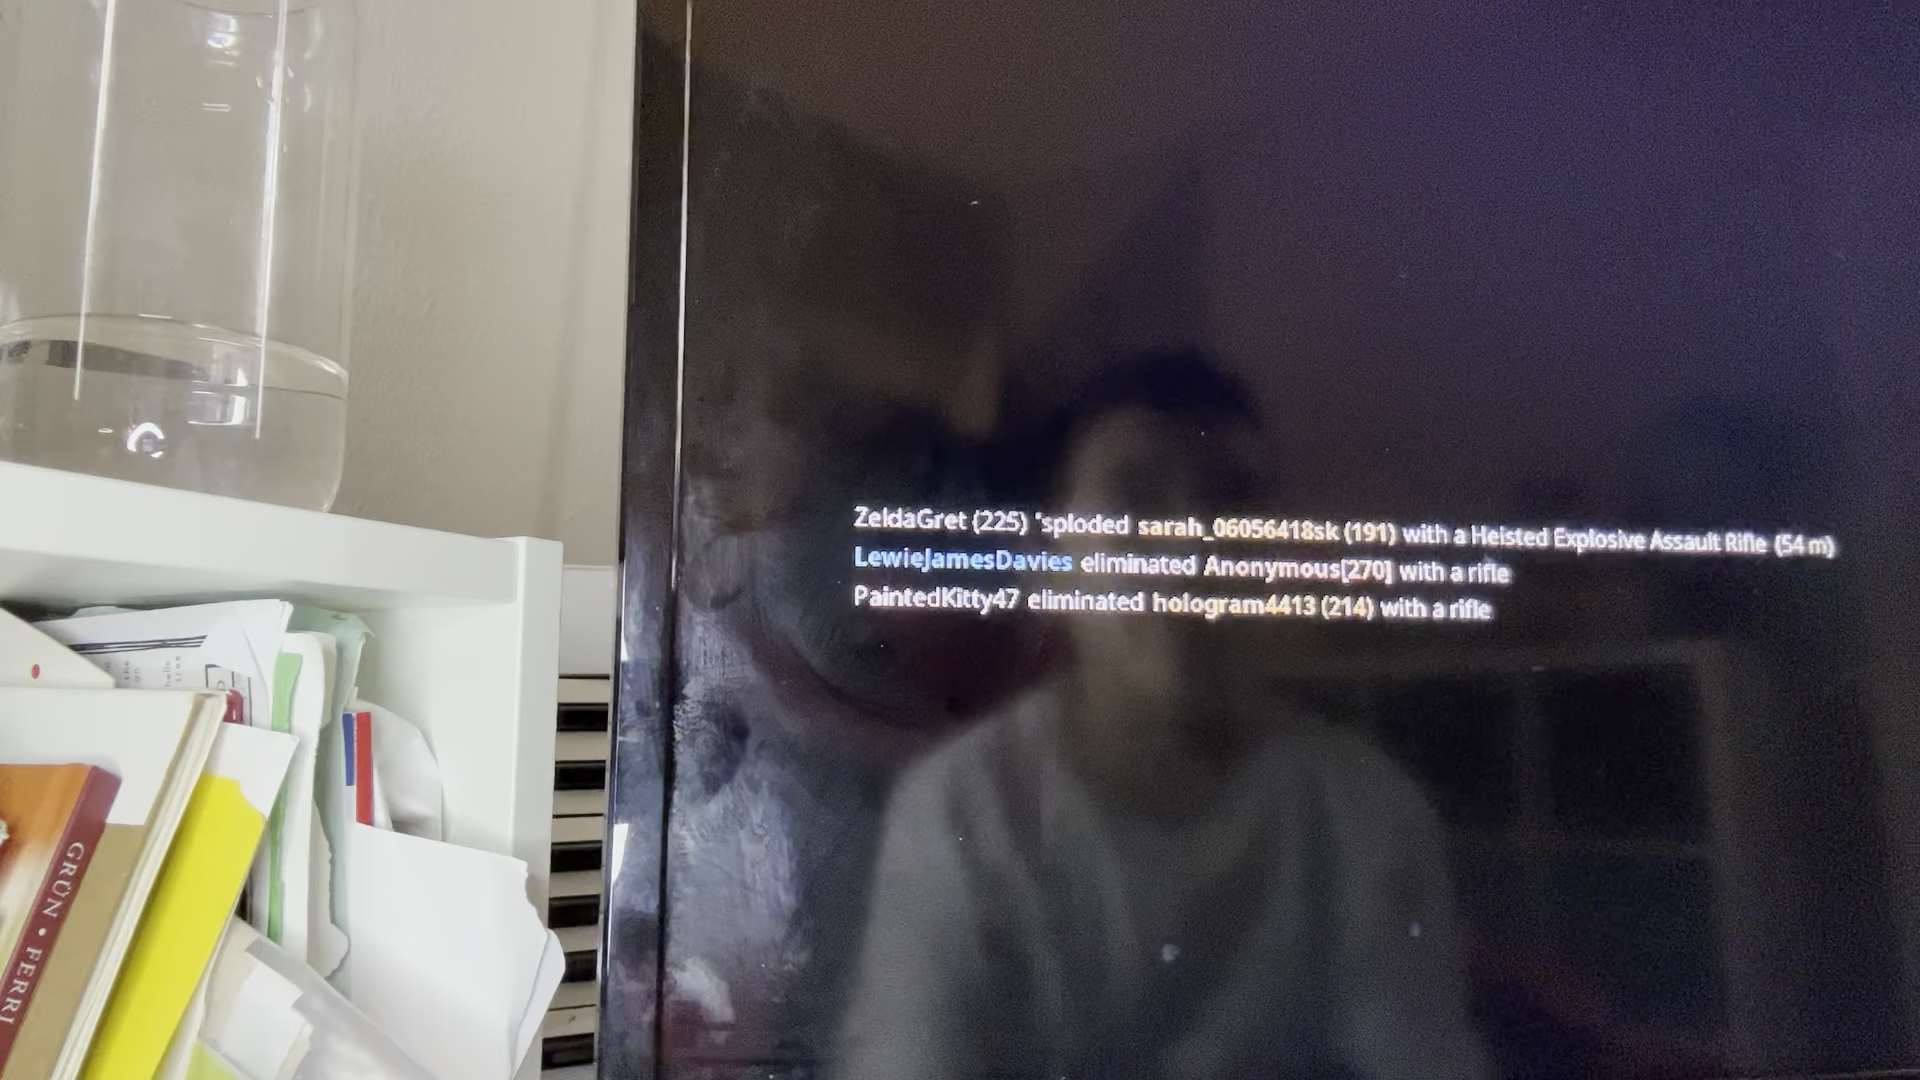 ZeldaGret (225) 'sploded sarah_06056418sk (191) with a Heisted Explosive Assault Rifle (54 m)
LewieJamesDavies eliminated Anonymous[270] with a rifle
PaintedKitty47 eliminated hologram4413 (214) with a rifle
GRÜN • FERRI